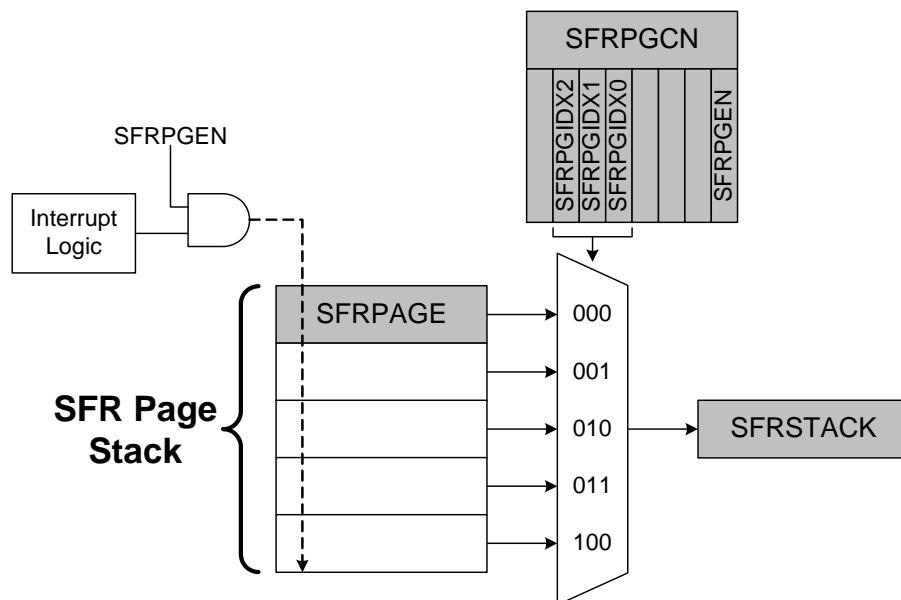 SFRPGCN
SFRPGIDX2
SFRPGIDX1
SFRPGIDX0
SFRPGEN
SFRPGEN
Interrupt
Logic
SFRPAGE
000
001
010
011
100
SFR Page
Stack
SFRSTACK